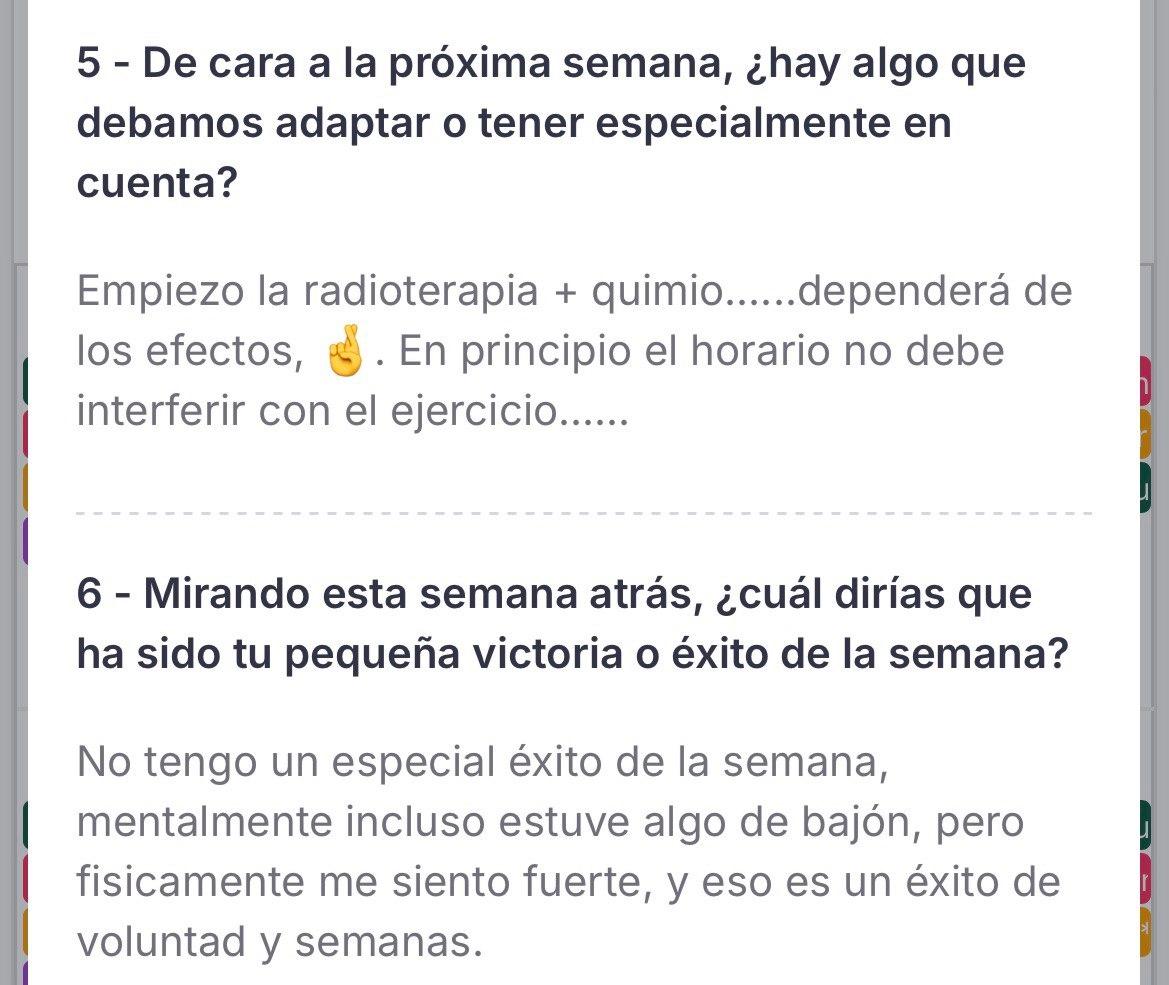 5 - De cara a la próxima semana, ¿hay algo que
debamos adaptar o tener especialmente en
cuenta?
Empiezo la radioterapia + quimio......dependerá de
los efectos, 🤞. En principio el horario no debe
interferir con el ejercicio......
6 - Mirando esta semana atrás, ¿cuál dirías que
ha sido tu pequeña victoria o éxito de la semana?
No tengo un especial éxito de la semana,
mentalmente incluso estuve algo de bajón, pero
fisicamente me siento fuerte, y eso es un éxito de
voluntad y semanas.